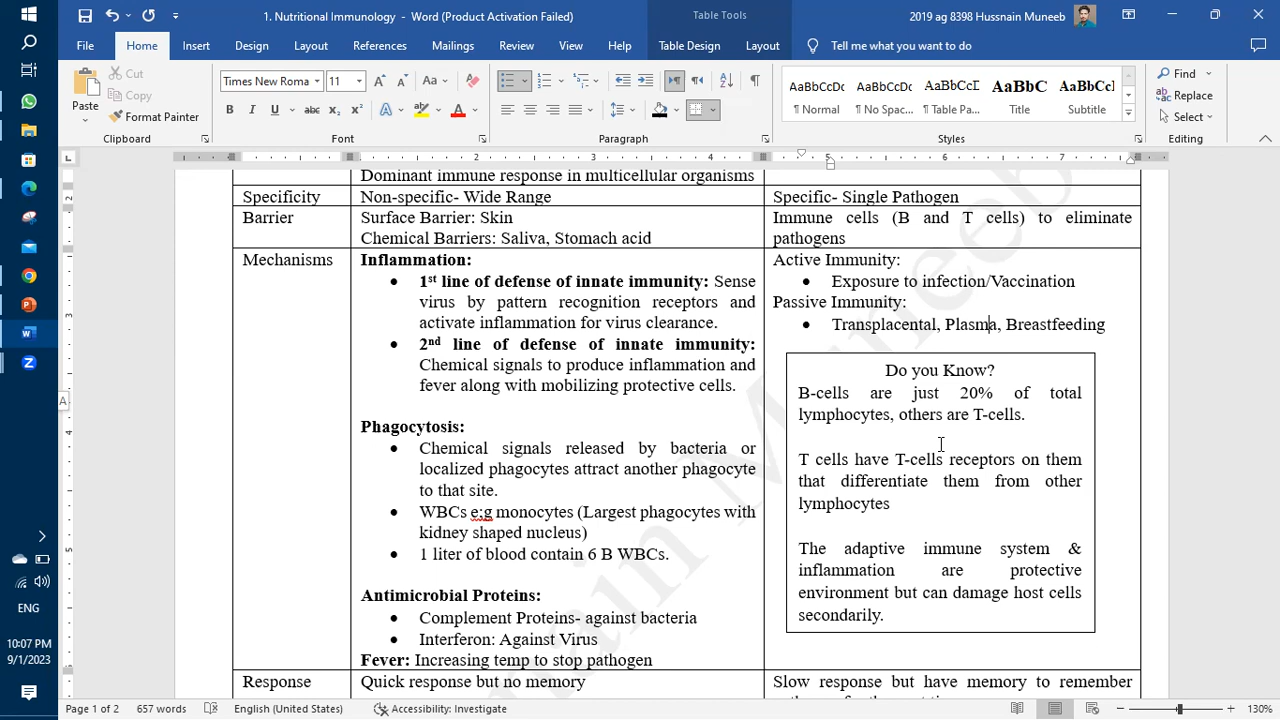 1. Nutritional Immunology - Word (Product Activation Failed)
Table Tools
2019 ag 8398 Hussnain Muneeb
File Home Insert Design Layout References Mailings Review View Help Table Design Layout Tell me what you want to do
Paste
Cut
Copy
Format Painter
Clipboard
Times New Roma 11
Font
Paragraph
AaBbCcDc AaBbCcDc AaBbCcD AaBbC AaBbCcI
¶ Normal ¶ No Spac... ¶ Table Pa... Title Subtitle
Styles
Find
Replace
Select
Editing
Dominant immune response in multicellular organisms
Specificity Non-specific- Wide Range Specific- Single Pathogen
Barrier
Surface Barrier: Skin
Chemical Barriers: Saliva, Stomach acid
Immune cells (B and T cells) to eliminate
pathogens
Mechanisms
Inflammation:
• 1st line of defense of innate immunity: Sense
virus by pattern recognition receptors and
activate inflammation for virus clearance.
• 2nd line of defense of innate immunity:
Chemical signals to produce inflammation and
fever along with mobilizing protective cells.
Phagocytosis:
• Chemical signals released by bacteria or
localized phagocytes attract another phagocyte
to that site.
• WBCs e;g monocytes (Largest phagocytes with
kidney shaped nucleus)
• 1 liter of blood contain 6 B WBCs.
Antimicrobial Proteins:
• Complement Proteins- against bacteria
• Interferon: Against Virus
Fever: Increasing temp to stop pathogen
Active Immunity:
• Exposure to infection/Vaccination
Passive Immunity:
• Transplacental, Plasma, Breastfeeding
Do you Know?
B-cells are just 20% of total
lymphocytes, others are T-cells.
T cells have T-cells receptors on them
that differentiate them from other
lymphocytes
The adaptive immune system &
inflammation are protective
environment but can damage host cells
secondarily.
Response Quick response but no memory Slow response but have memory to remember
ENG
10:07 PM
9/1/2023
Page 1 of 2 657 words English (United States) Accessibility: Investigate 130%